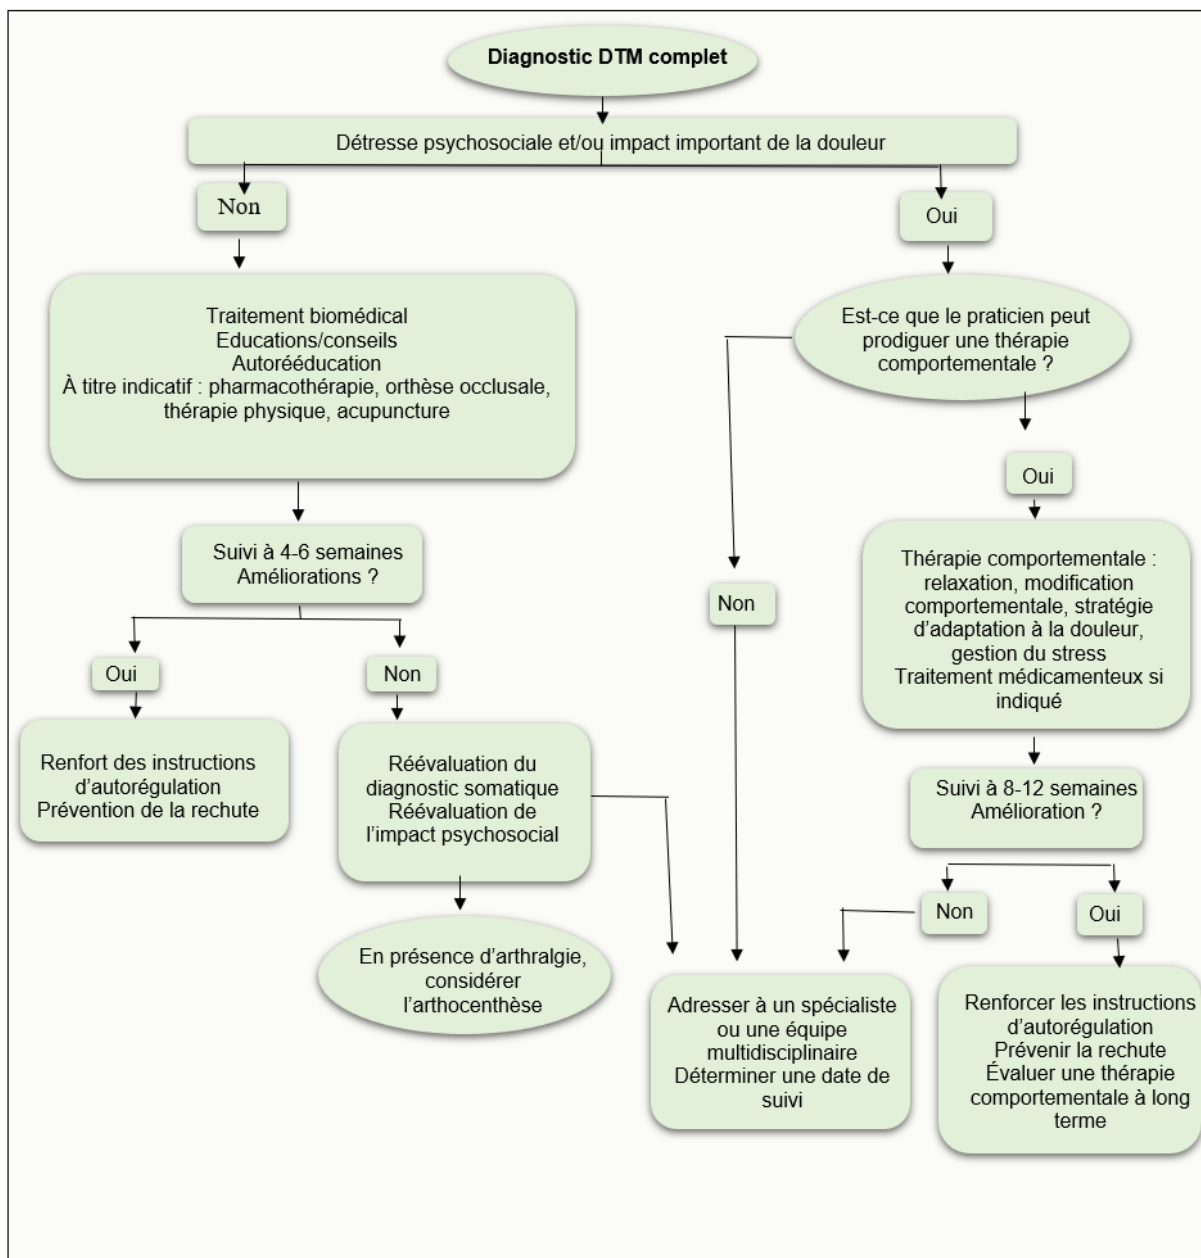 Diagnostic DTM complet
Détresse psychosociale et/ou impact important de la douleur
Non
Oui
Traitement biomédical
Educations/conseils
Autorééducation
À titre indicatif : pharmacothérapie, orthèse occlusale,
thérapie physique, acupuncture
Est-ce que le praticien peut
prodiguer une thérapie
comportementale ?
Oui
Suivi à 4-6 semaines
Améliorations ?
Non
Thérapie comportementale :
relaxation, modification
comportementale, stratégie
d’adaptation à la douleur,
gestion du stress
Traitement médicamenteux si
indiqué
Oui
Non
Renfort des instructions
d’autorégulation
Prévention de la rechute
Réévaluation du
diagnostic somatique
Réévaluation de
l’impact psychosocial
Suivi à 8-12 semaines
Amélioration ?
Non
Oui
En présence d’arthralgie,
considérer
l’arthocenthèse
Adresser à un spécialiste
ou une équipe
multidisciplinaire
Déterminer une date de
suivi
Renforcer les instructions
d’autorégulation
Prévenir la rechute
Évaluer une thérapie
comportementale à long
terme